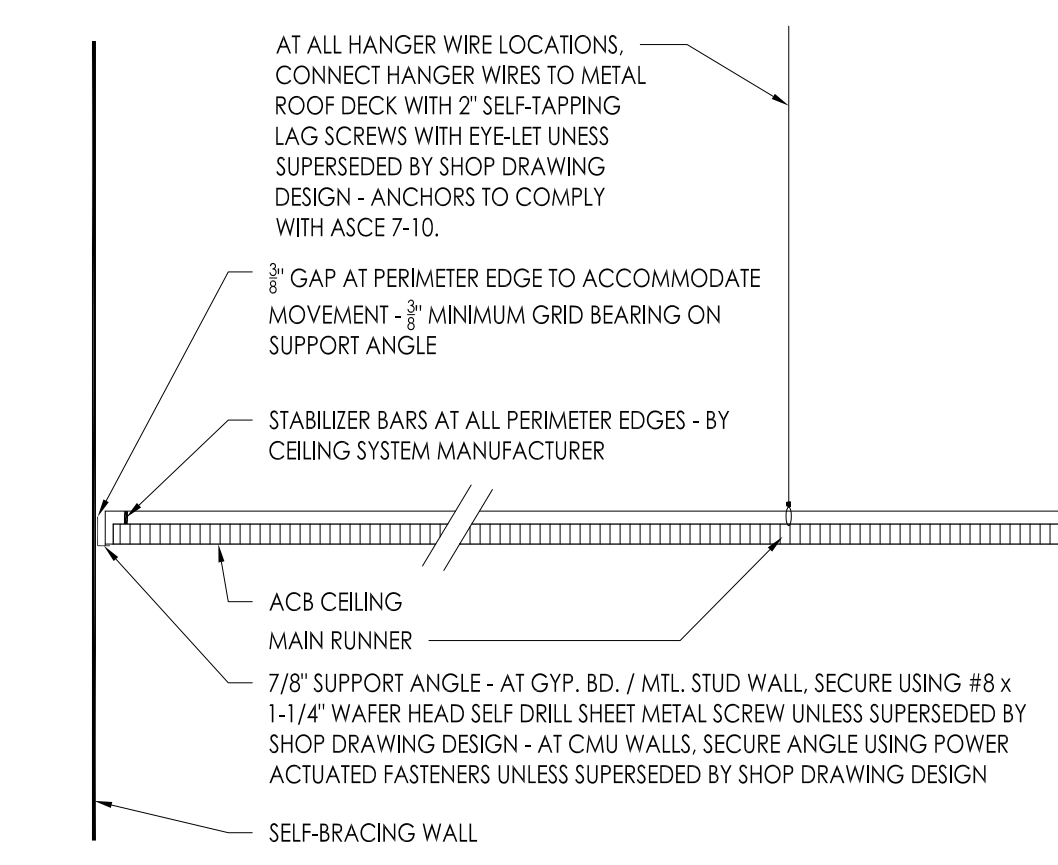 AT ALL HANGER WIRE LOCATIONS,
CONNECT HANGER WIRES TO METAL
ROOF DECK WITH 2" SELF-TAPPING
LAG SCREWS WITH EYE-LET UNESS
SUPERSEDED BY SHOP DRAWING
DESIGN - ANCHORS TO COMPLY
WITH ASCE 7-10.
3/8" GAP AT PERIMETER EDGE TO ACCOMMODATE
MOVEMENT - 3/8" MINIMUM GRID BEARING ON
SUPPORT ANGLE
STABILIZER BARS AT ALL PERIMETER EDGES - BY
CEILING SYSTEM MANUFACTURER
ACB CEILING
MAIN RUNNER
7/8" SUPPORT ANGLE - AT GYP. BD. / MTL. STUD WALL, SECURE USING #8 x
1-1/4" WAFER HEAD SELF DRILL SHEET METAL SCREW UNLESS SUPERSEDED BY
SHOP DRAWING DESIGN - AT CMU WALLS, SECURE ANGLE USING POWER
ACTUATED FASTENERS UNLESS SUPERSEDED BY SHOP DRAWING DESIGN
SELF-BRACING WALL